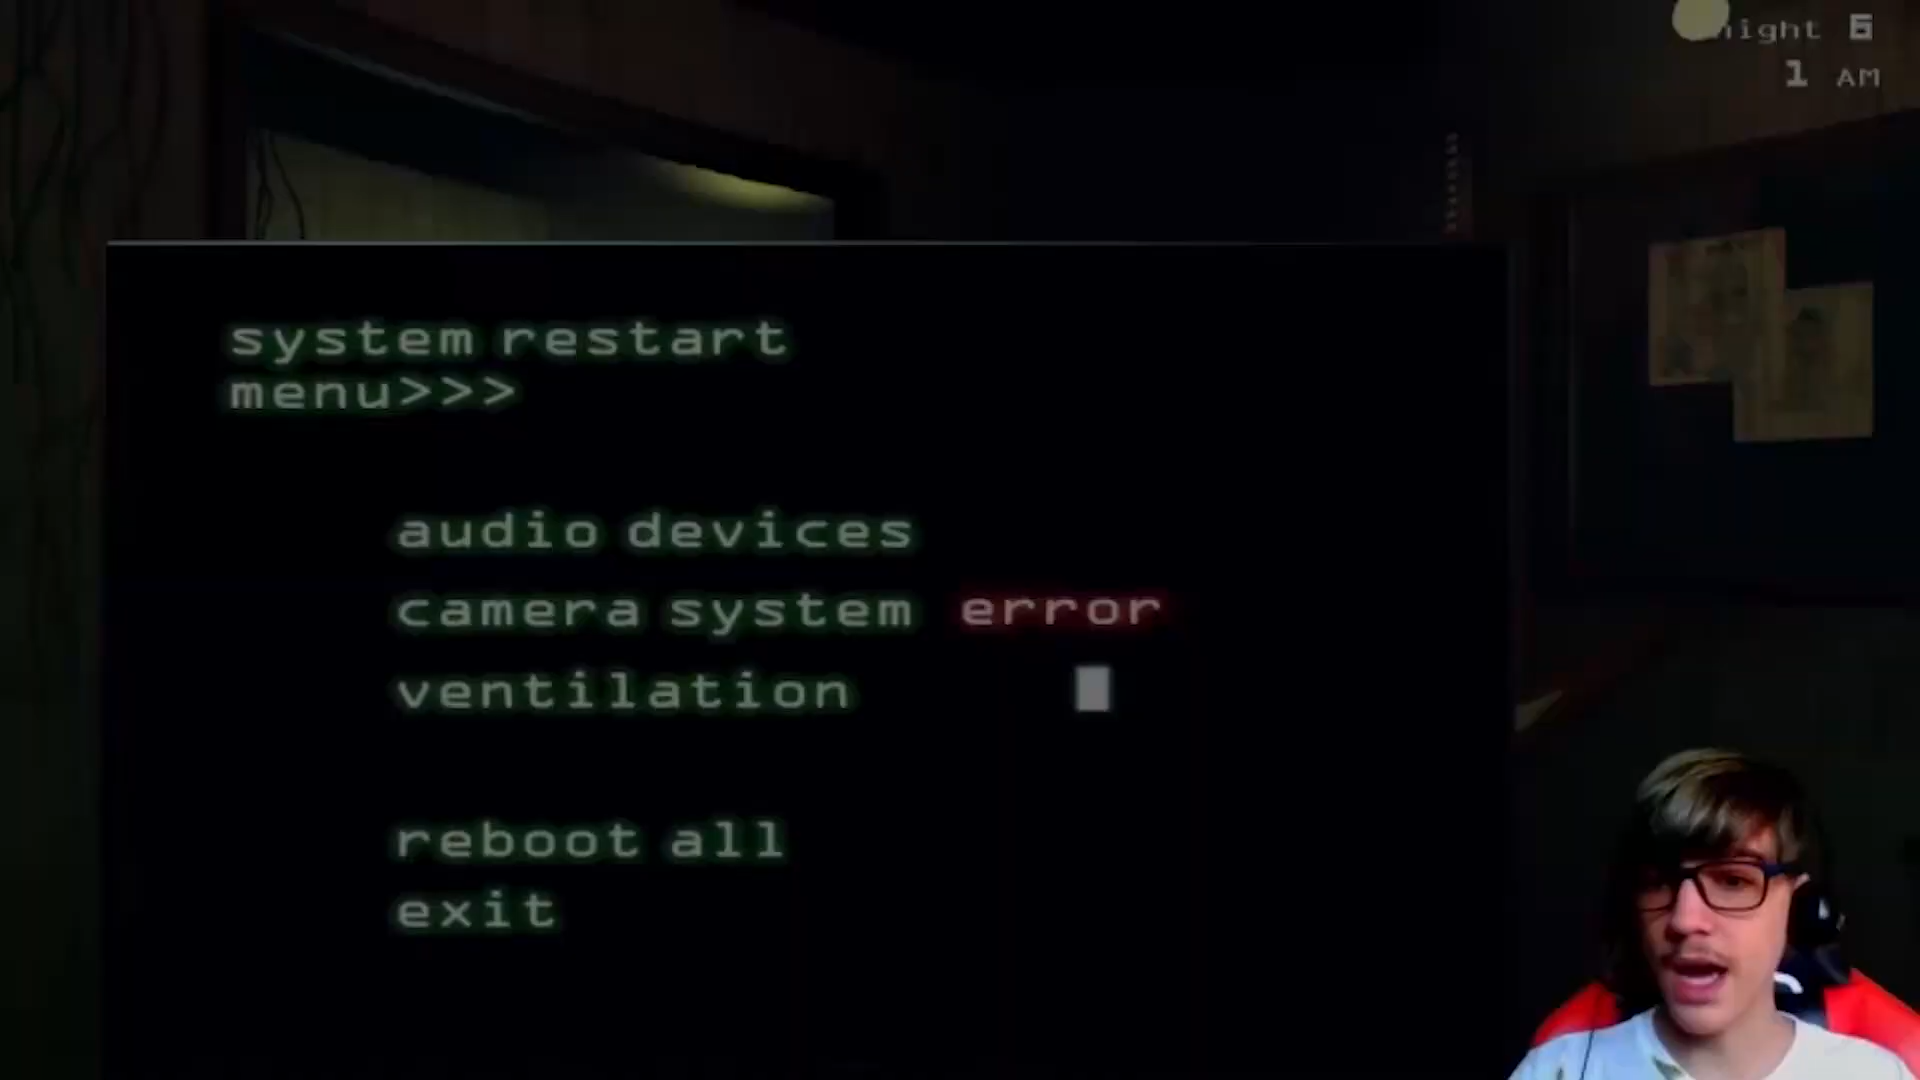 night 6
1 AM
system restart
menu>>>
audio devices
camera system error
ventilation
reboot all
exit